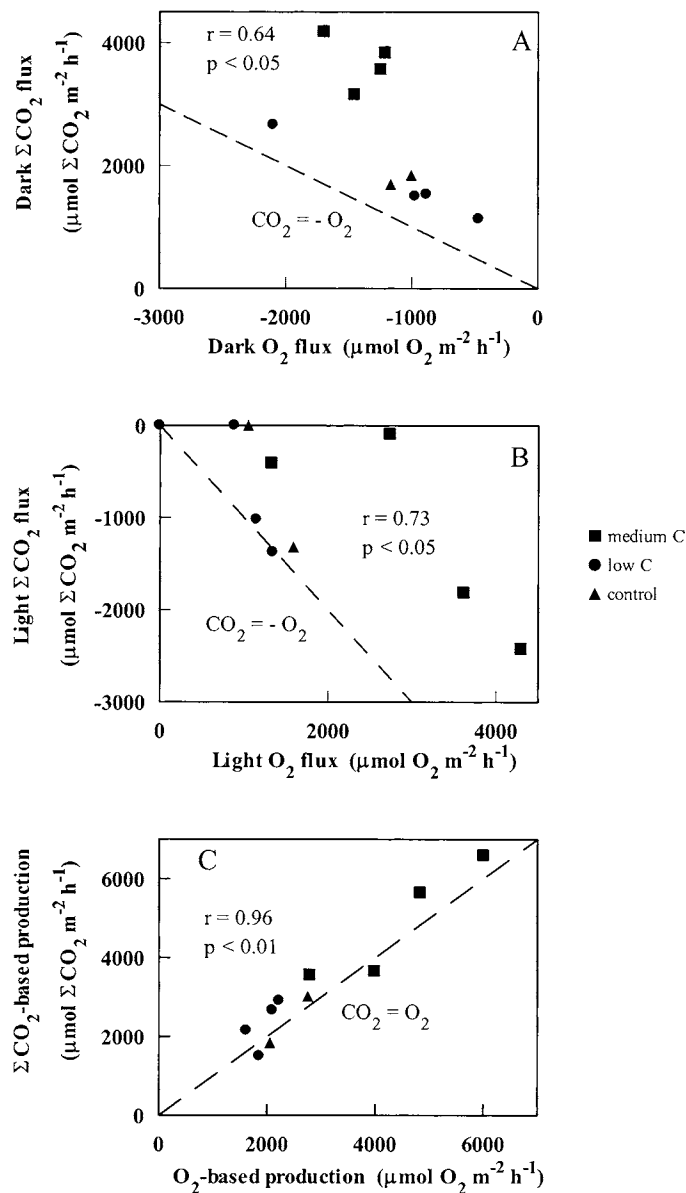 4000
2000
0
Dark ΣCO₂ flux
(μmol ΣCO₂ m⁻² h⁻¹)
r = 0.64
p < 0.05
A
CO₂ = - O₂
-3000 -2000 -1000 0
Dark O₂ flux (μmol O₂ m⁻² h⁻¹)
0
-1000
-2000
-3000
Light ΣCO₂ flux
(μmol ΣCO₂ m⁻² h⁻¹)
B
r = 0.73
p < 0.05
CO₂ = - O₂
0 2000 4000
Light O₂ flux (μmol O₂ m⁻² h⁻¹)
medium C
low C
control
6000
4000
2000
0
ΣCO₂-based production
(μmol ΣCO₂ m⁻² h⁻¹)
C
r = 0.96
p < 0.01
CO₂ = O₂
0 2000 4000 6000
O₂-based production (μmol O₂ m⁻² h⁻¹)